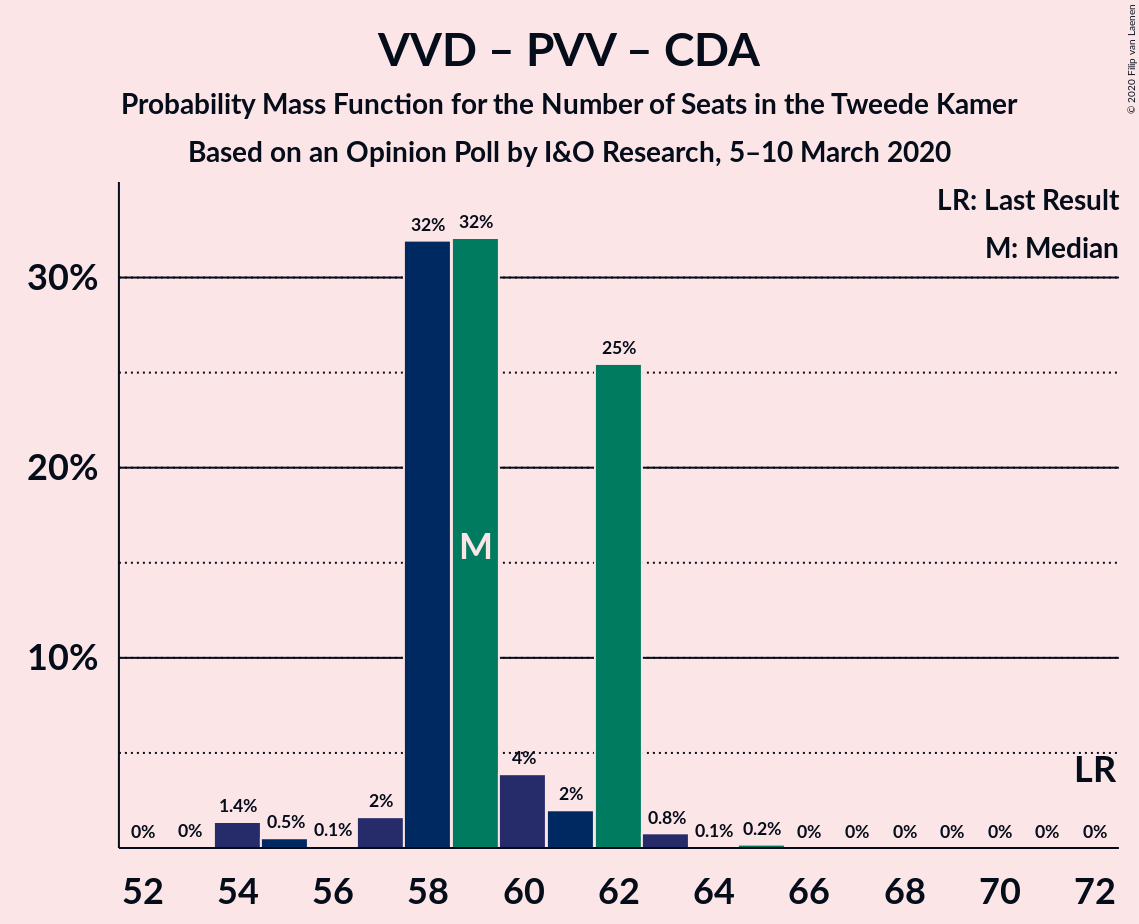 VVD – PVV – CDA
Probability Mass Function for the Number of Seats in the Tweede Kamer
Based on an Opinion Poll by I&O Research, 5–10 March 2020
© 2020 Filip van Laenen
LR: Last Result
M: Median
30%
20%
10%
0% 0% 1.4% 0.5% 0.1% 2% 32% 32% 4% 2% 25% 0.8% 0.1% 0.2% 0% 0% 0% 0% 0% 0% 0%
M
LR
52 54 56 58 60 62 64 66 68 70 72